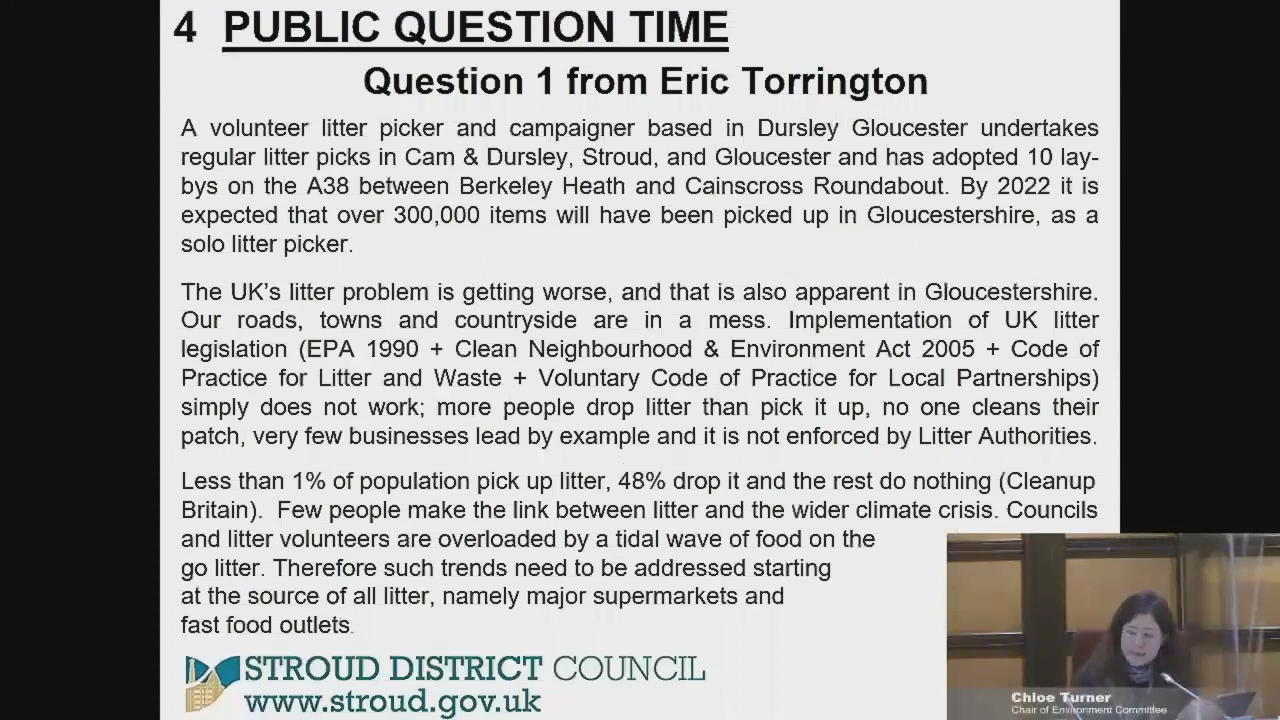 4 PUBLIC QUESTION TIME
Question 1 from Eric Torrington
A volunteer litter picker and campaigner based in Dursley Gloucester undertakes
regular litter picks in Cam & Dursley, Stroud, and Gloucester and has adopted 10 lay-
bys on the A38 between Berkeley Heath and Cainscross Roundabout. By 2022 it is
expected that over 300,000 items will have been picked up in Gloucestershire, as a
solo litter picker.
The UK's litter problem is getting worse, and that is also apparent in Gloucestershire.
Our roads, towns and countryside are in a mess. Implementation of UK litter
legislation (EPA 1990 + Clean Neighbourhood & Environment Act 2005 + Code of
Practice for Litter and Waste + Voluntary Code of Practice for Local Partnerships)
simply does not work; more people drop litter than pick it up, no one cleans their
patch, very few businesses lead by example and it is not enforced by Litter Authorities.
Less than 1% of population pick up litter, 48% drop it and the rest do nothing (Cleanup
Britain). Few people make the link between litter and the wider climate crisis. Councils
and litter volunteers are overloaded by a tidal wave of food on the
go litter. Therefore such trends need to be addressed starting
at the source of all litter, namely major supermarkets and
fast food outlets.
STROUD DISTRICT COUNCIL
www.stroud.gov.uk
Chloe Turner
Chair of Environment Committee